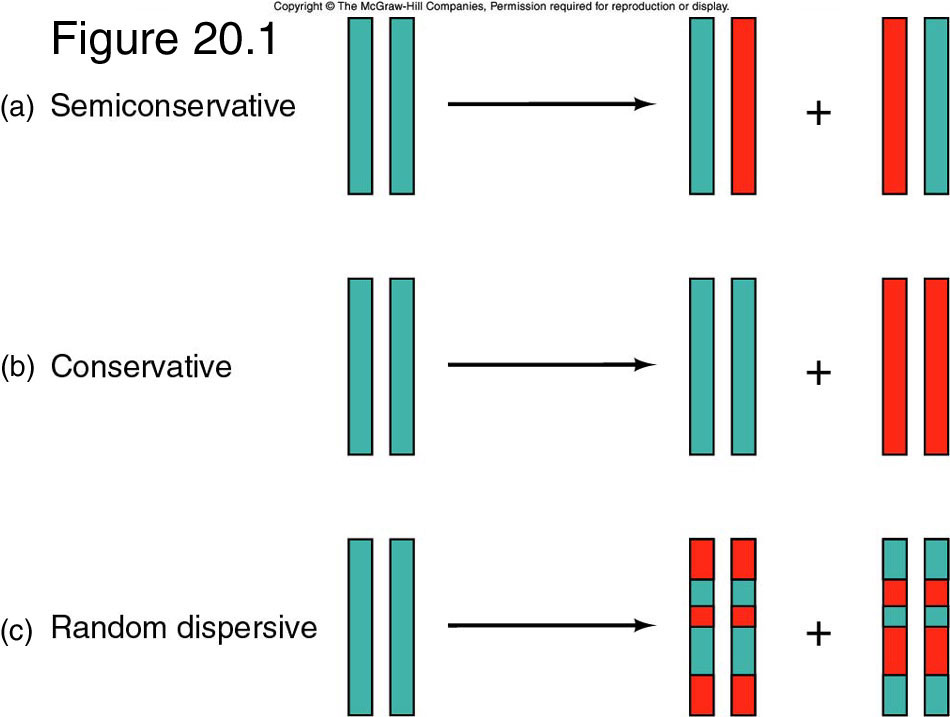 Copyright © The McGraw-Hill Companies, Permission required for reproduction or display.
Figure 20.1
(a) Semiconservative
+
(b) Conservative
+
(c) Random dispersive
+